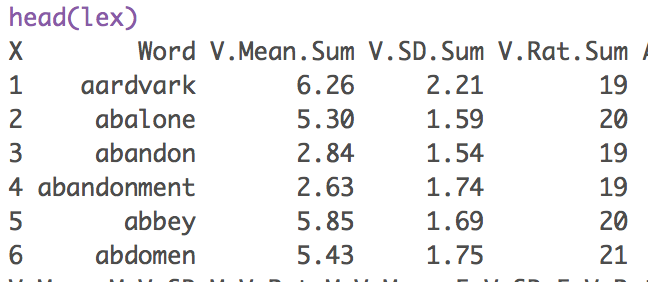 head(lex)
X Word V.Mean.Sum V.SD.Sum V.Rat.Sum
1 aardvark 6.26 2.21 19
2 abalone 5.30 1.59 20
3 abandon 2.84 1.54 19
4 abandonment 2.63 1.74 19
5 abbey 5.85 1.69 20
6 abdomen 5.43 1.75 21